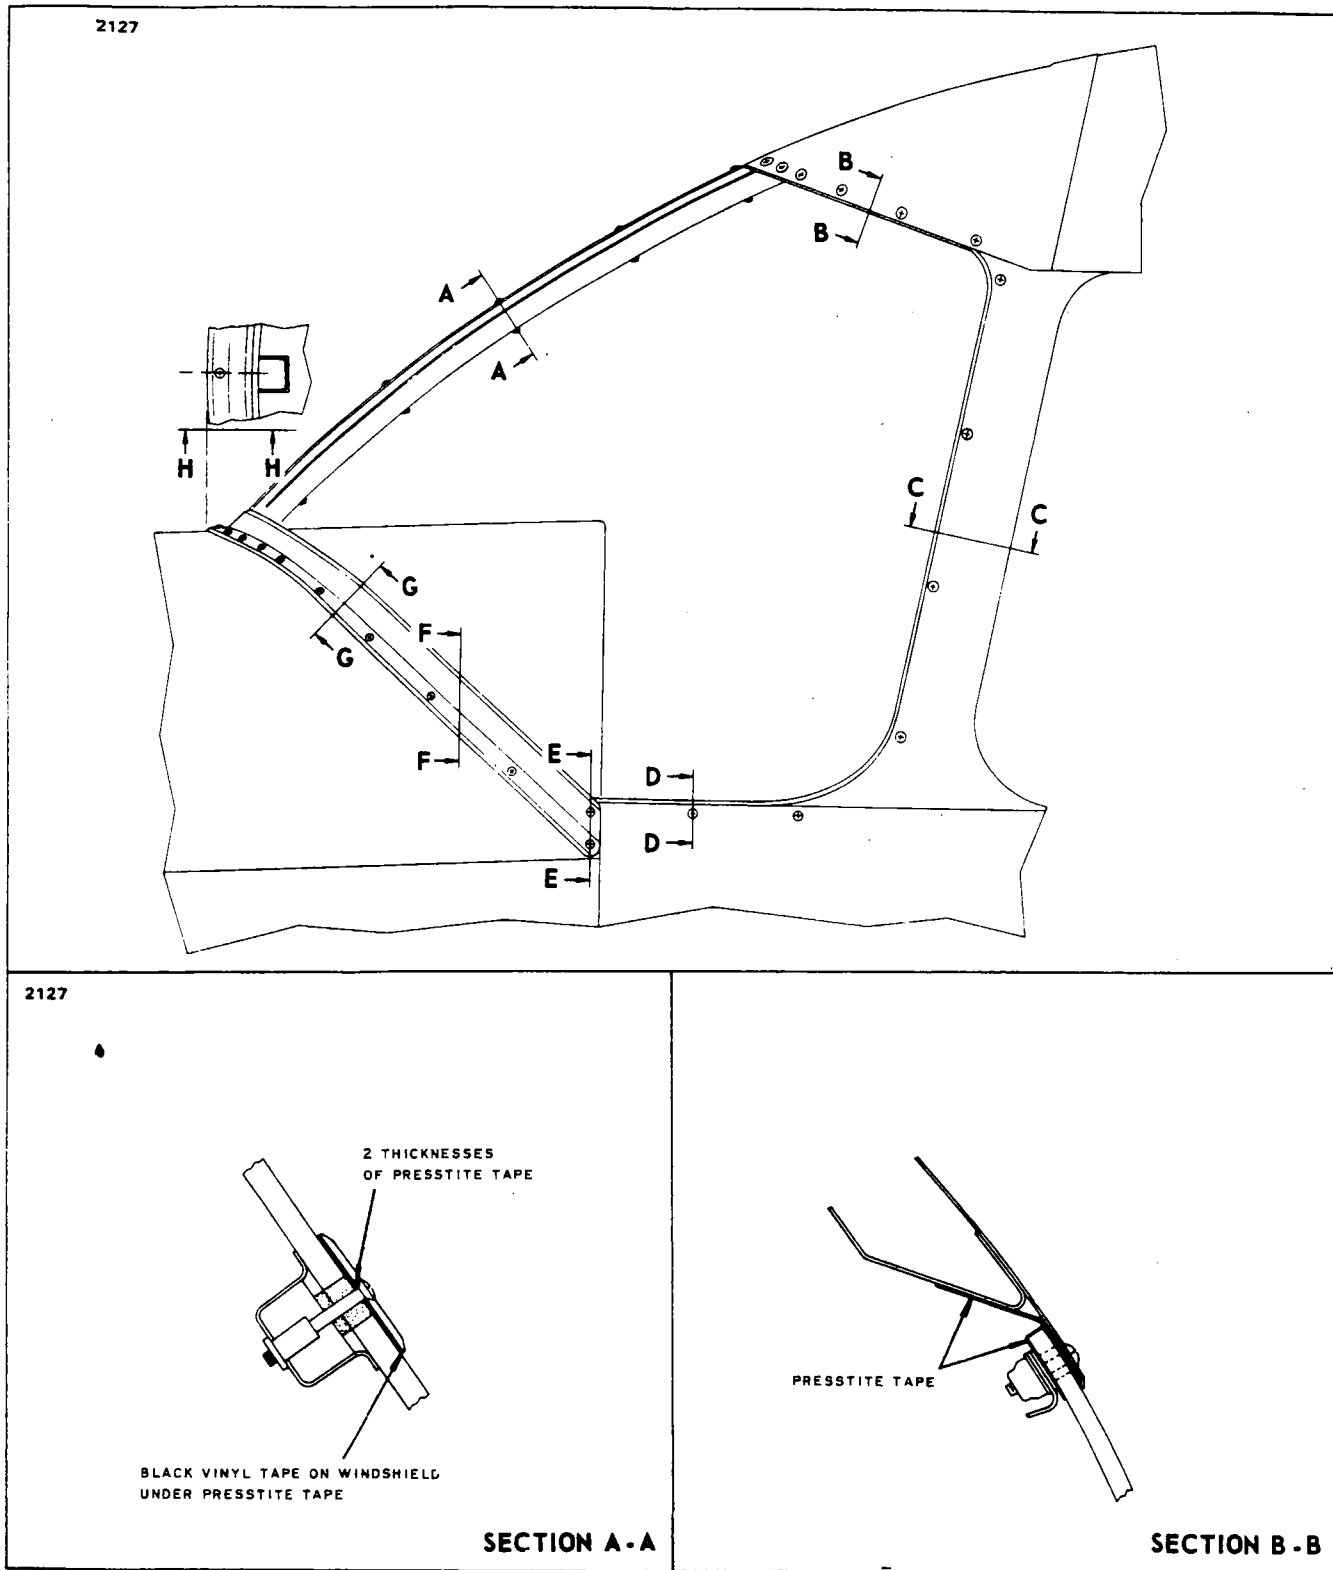 2127
B
B
A
A
H
H
C
C
G
G
F
F
E
E
D
D
2127
2 THICKNESSES
OF PRESSTITE TAPE
BLACK VINYL TAPE ON WINDSHIELD
UNDER PRESSTITE TAPE
SECTION A-A
PRESSTITE TAPE
SECTION B-B